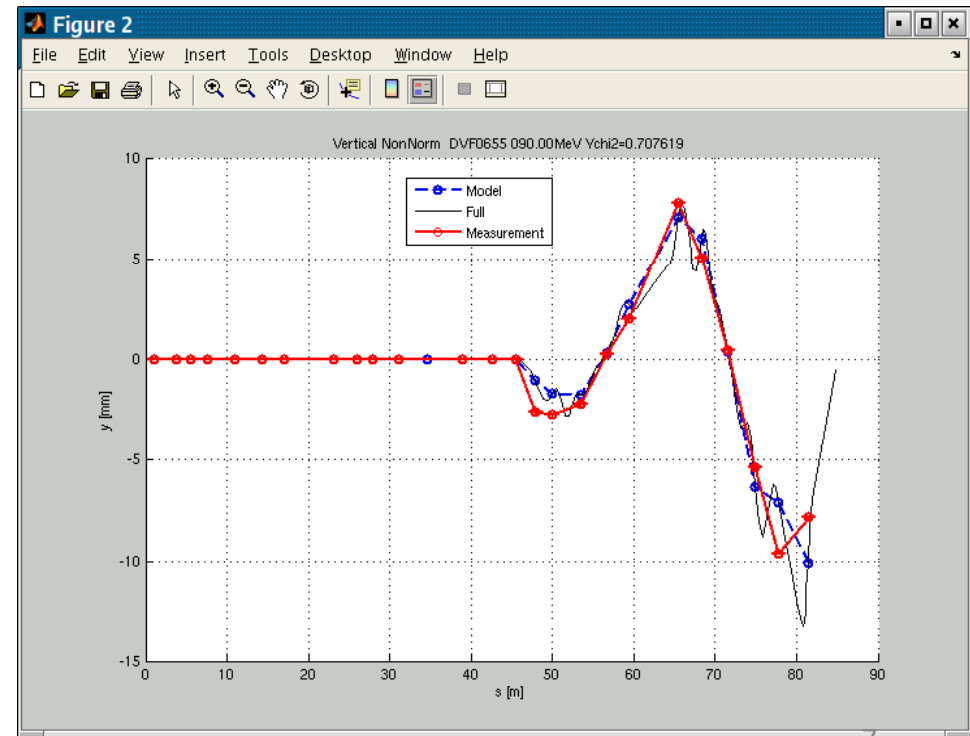 Figure 2
File Edit View Insert Tools Desktop Window Help
Vertical NonNorm DVF0655 090.00MeV Ychi2=0.707619
10
5
0
-5
-10
-15
y [mm]
Model
Full
Measurement
0 10 20 30 40 50 60 70 80 90
s [m]